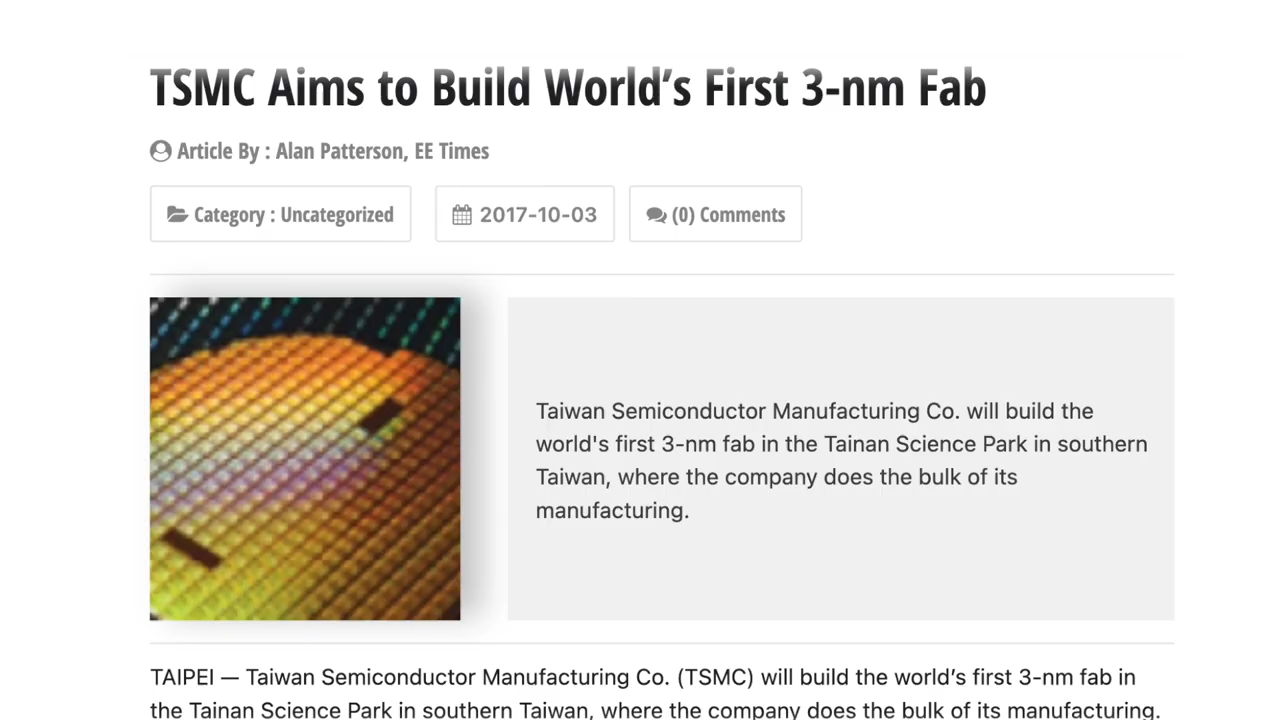 TSMC Aims to Build World’s First 3-nm Fab
Article By : Alan Patterson, EE Times
Category : Uncategorized
2017-10-03
(0) Comments
Taiwan Semiconductor Manufacturing Co. will build the
world's first 3-nm fab in the Tainan Science Park in southern
Taiwan, where the company does the bulk of its
manufacturing.
TAIPEI — Taiwan Semiconductor Manufacturing Co. (TSMC) will build the world’s first 3-nm fab in
the Tainan Science Park in southern Taiwan, where the company does the bulk of its manufacturing.